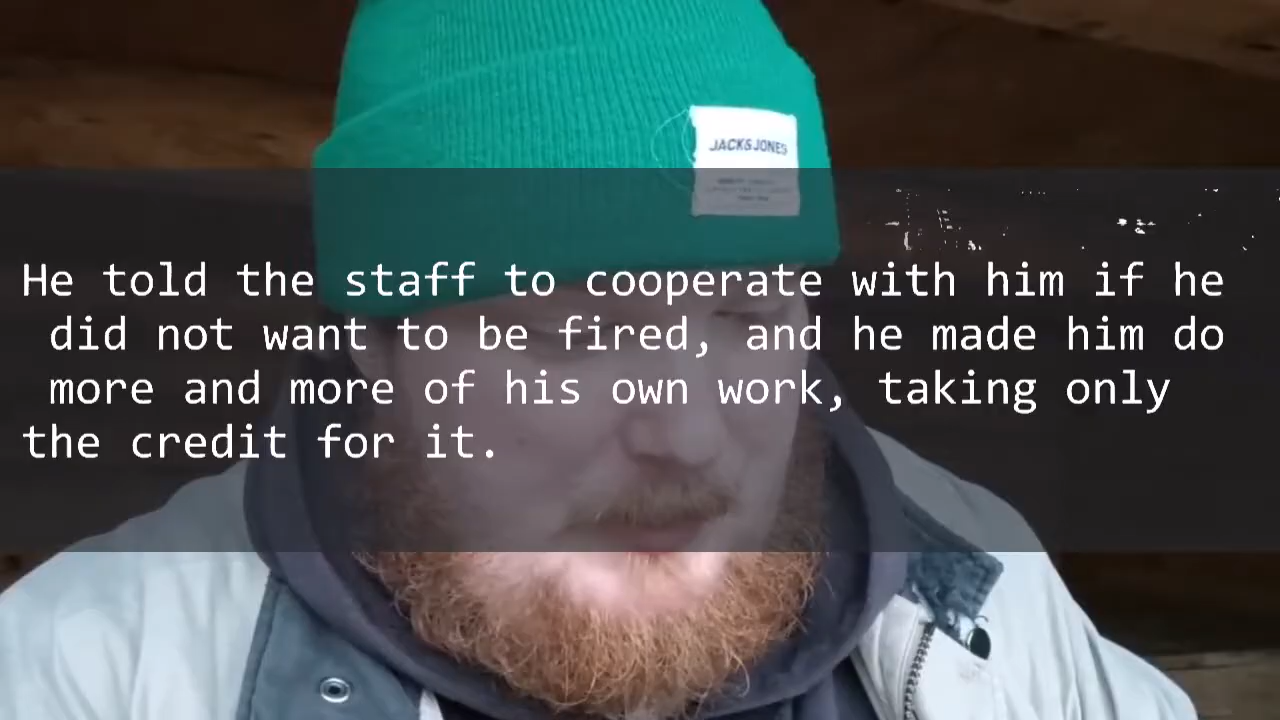 JACK&JONES
He told the staff to cooperate with him if he
did not want to be fired, and he made him do
more and more of his own work, taking only
the credit for it.